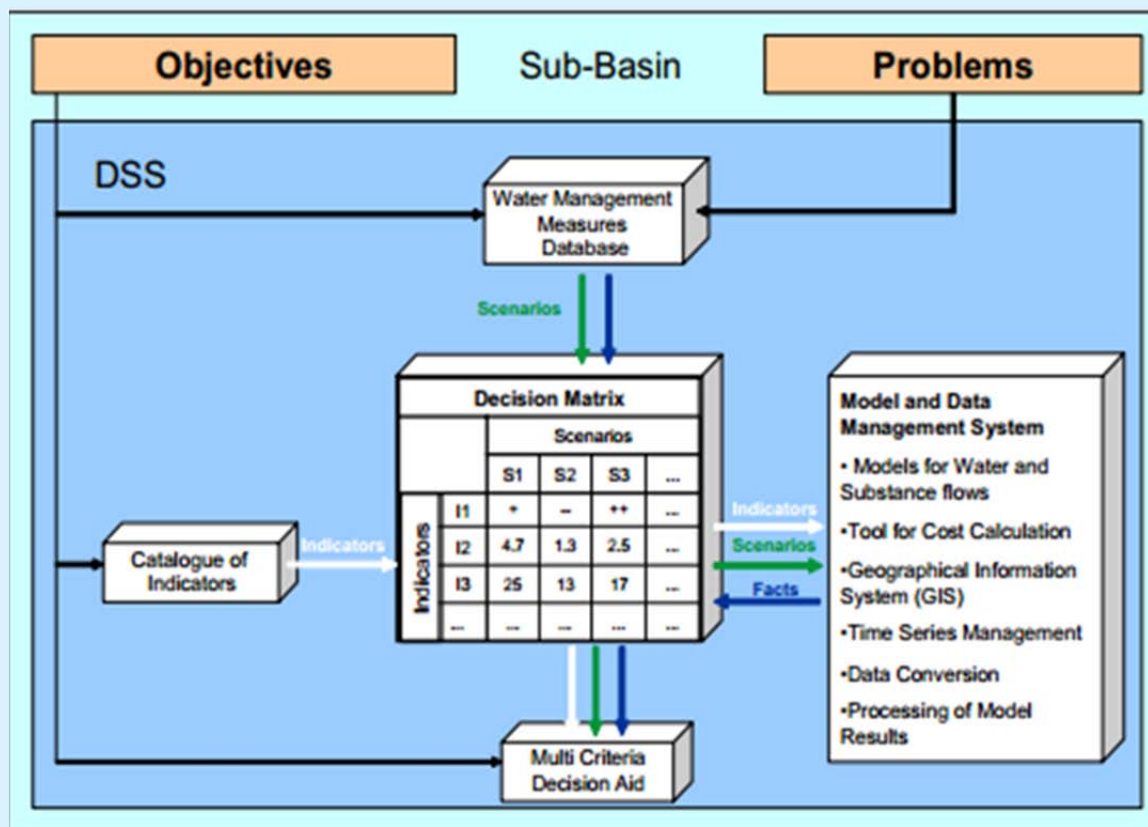 Objectives
Sub-Basin
Problems
DSS
Water Management
Measures
Database
Scenarios
Decision Matrix
Scenarios
S1 S2 S3 ...
Indicators
I1 + -- ++ ...
I2 4.7 1.3 2.5 ...
I3 25 13 17 ...
... ... ... ... ...
Catalogue of
Indicators
Indicators
Indicators
Scenarios
Facts
Model and Data
Management System
• Models for Water and
Substance flows
•Tool for Cost Calculation
•Geographical Information
System (GIS)
•Time Series Management
•Data Conversion
•Processing of Model
Results
Multi Criteria
Decision Aid